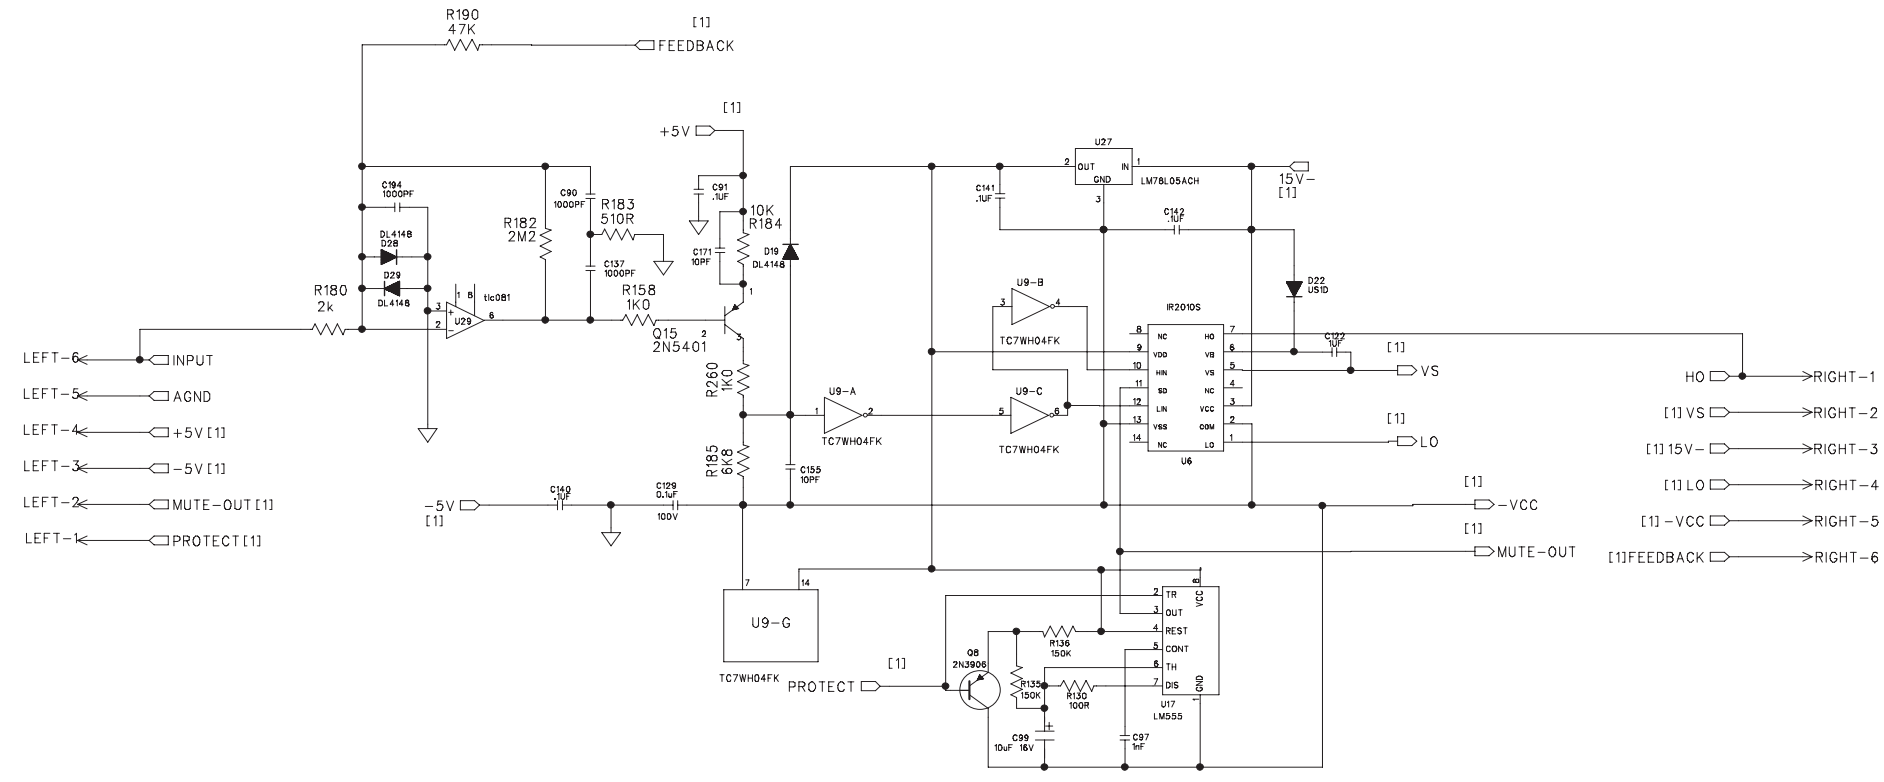 R190
47K
[1]
FEEDBACK
[1]
+5V
C194
1000PF
DL4148
D28
D29
DL4148
R180
2k
3
+
2
-
1
8
tlc081
U29
6
R182
2M2
C90
1000PF
R183
510R
C137
1000PF
R158
1K0
C91
.1UF
10K
R184
C171
10PF
D19
DL4148
1
2
3
Q15
2N5401
R260
1K0
R185
6K8
C155
10PF
1
U9-A
2
TC7WH04FK
3
U9-B
4
TC7WH04FK
5
U9-C
6
TC7WH04FK
C141
.1UF
U27
2
OUT
IN
1
GND
3
LM78L05ACH
15V-
[1]
C142
.1UF
D22
US1D
C122
1UF
IR2010S
8
NC
HO
7
9
VDD
VB
6
10
HIN
VS
5
11
SD
NC
4
12
LIN
VCC
3
13
VSS
COM
2
14
NC
LO
1
U6
[1]
VS
[1]
LO
LEFT-6
INPUT
LEFT-5
AGND
LEFT-4
+5V[1]
LEFT-3
-5V[1]
LEFT-2
MUTE-OUT[1]
LEFT-1
PROTECT[1]
HO
RIGHT-1
[1]VS
RIGHT-2
[1]15V-
RIGHT-3
[1]LO
RIGHT-4
[1]-VCC
RIGHT-5
[1]FEEDBACK
RIGHT-6
-5V
[1]
C140
.1UF
C129
0.1uF
100V
[1]
-VCC
[1]
MUTE-OUT
7
14
U9-G
TC7WH04FK
[1]
PROTECT
Q8
2N3906
R136
150K
R135
150K
R130
100R
C99
+
10uF 16V
C97
1nF
8
VCC
2
TR
3
OUT
4
REST
5
CONT
6
TH
7
DIS
GND
1
U17
LM555